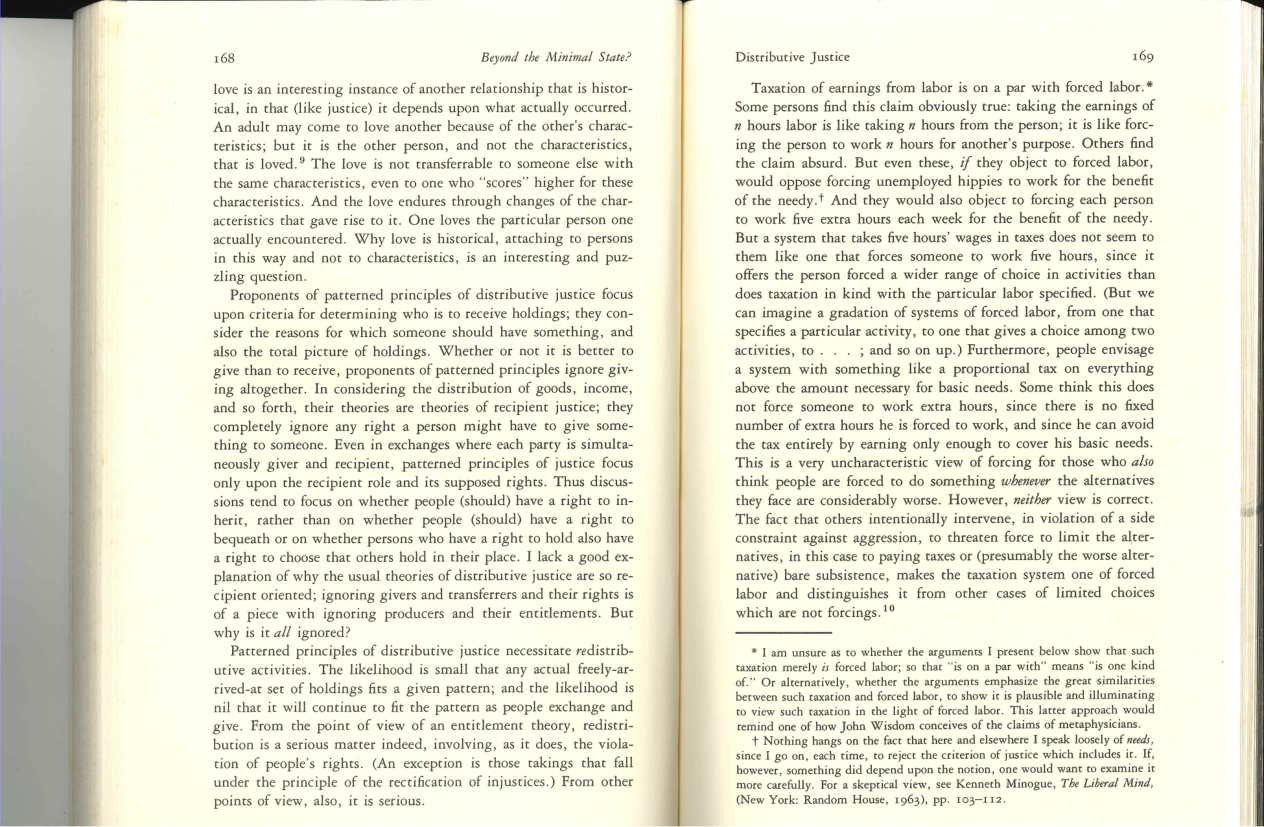 168
Beyond the Minimal State?
love is an interesting instance of another relationship that is histor-
ical, in that (like justice) it depends upon what actually occurred.
An adult may come to love another because of the other's charac-
teristics; but it is the other person, and not the characteristics,
that is loved.⁹ The love is not transferrable to someone else with
the same characteristics, even to one who "scores" higher for these
characteristics. And the love endures through changes of the char-
acteristics that gave rise to it. One loves the particular person one
actually encountered. Why love is historical, attaching to persons
in this way and not to characteristics, is an interesting and puz-
zling question.
Proponents of patterned principles of distributive justice focus
upon criteria for determining who is to receive holdings; they con-
sider the reasons for which someone should have something, and
also the total picture of holdings. Whether or not it is better to
give than to receive, proponents of patterned principles ignore giv-
ing altogether. In considering the distribution of goods, income,
and so forth, their theories are theories of recipient justice; they
completely ignore any right a person might have to give some-
thing to someone. Even in exchanges where each party is simulta-
neously giver and recipient, patterned principles of justice focus
only upon the recipient role and its supposed rights. Thus discus-
sions tend to focus on whether people (should) have a right to in-
herit, rather than on whether people (should) have a right to
bequeath or on whether persons who have a right to hold also have
a right to choose that others hold in their place. I lack a good ex-
planation of why the usual theories of distributive justice are so re-
cipient oriented; ignoring givers and transferrers and their rights is
of a piece with ignoring producers and their entitlements. But
why is it all ignored?
Patterned principles of distributive justice necessitate redistrib-
utive activities. The likelihood is small that any actual freely-ar-
rived-at set of holdings fits a given pattern; and the likelihood is
nil that it will continue to fit the pattern as people exchange and
give. From the point of view of an entitlement theory, redistri-
bution is a serious matter indeed, involving, as it does, the viola-
tion of people's rights. (An exception is those takings that fall
under the principle of the rectification of injustices.) From other
points of view, also, it is serious.
Distributive Justice
169
Taxation of earnings from labor is on a par with forced labor.*
Some persons find this claim obviously true: taking the earnings of
n hours labor is like taking n hours from the person; it is like forc-
ing the person to work n hours for another's purpose. Others find
the claim absurd. But even these, if they object to forced labor,
would oppose forcing unemployed hippies to work for the benefit
of the needy.† And they would also object to forcing each person
to work five extra hours each week for the benefit of the needy.
But a system that takes five hours' wages in taxes does not seem to
them like one that forces someone to work five hours, since it
offers the person forced a wider range of choice in activities than
does taxation in kind with the particular labor specified. (But we
can imagine a gradation of systems of forced labor, from one that
specifies a particular activity, to one that gives a choice among two
activities, to . . . ; and so on up.) Furthermore, people envisage
a system with something like a proportional tax on everything
above the amount necessary for basic needs. Some think this does
not force someone to work extra hours, since there is no fixed
number of extra hours he is forced to work, and since he can avoid
the tax entirely by earning only enough to cover his basic needs.
This is a very uncharacteristic view of forcing for those who also
think people are forced to do something whenever the alternatives
they face are considerably worse. However, neither view is correct.
The fact that others intentionally intervene, in violation of a side
constraint against aggression, to threaten force to limit the alter-
natives, in this case to paying taxes or (presumably the worse alter-
native) bare subsistence, makes the taxation system one of forced
labor and distinguishes it from other cases of limited choices
which are not forcings.¹⁰
* I am unsure as to whether the arguments I present below show that such
taxation merely is forced labor; so that "is on a par with" means "is one kind
of." Or alternatively, whether the arguments emphasize the great similarities
between such taxation and forced labor, to show it is plausible and illuminating
to view such taxation in the light of forced labor. This latter approach would
remind one of how John Wisdom conceives of the claims of metaphysicians.
† Nothing hangs on the fact that here and elsewhere I speak loosely of needs,
since I go on, each time, to reject the criterion of justice which includes it. If,
however, something did depend upon the notion, one would want to examine it
more carefully. For a skeptical view, see Kenneth Minogue, The Liberal Mind,
(New York: Random House, 1963), pp. 103–112.